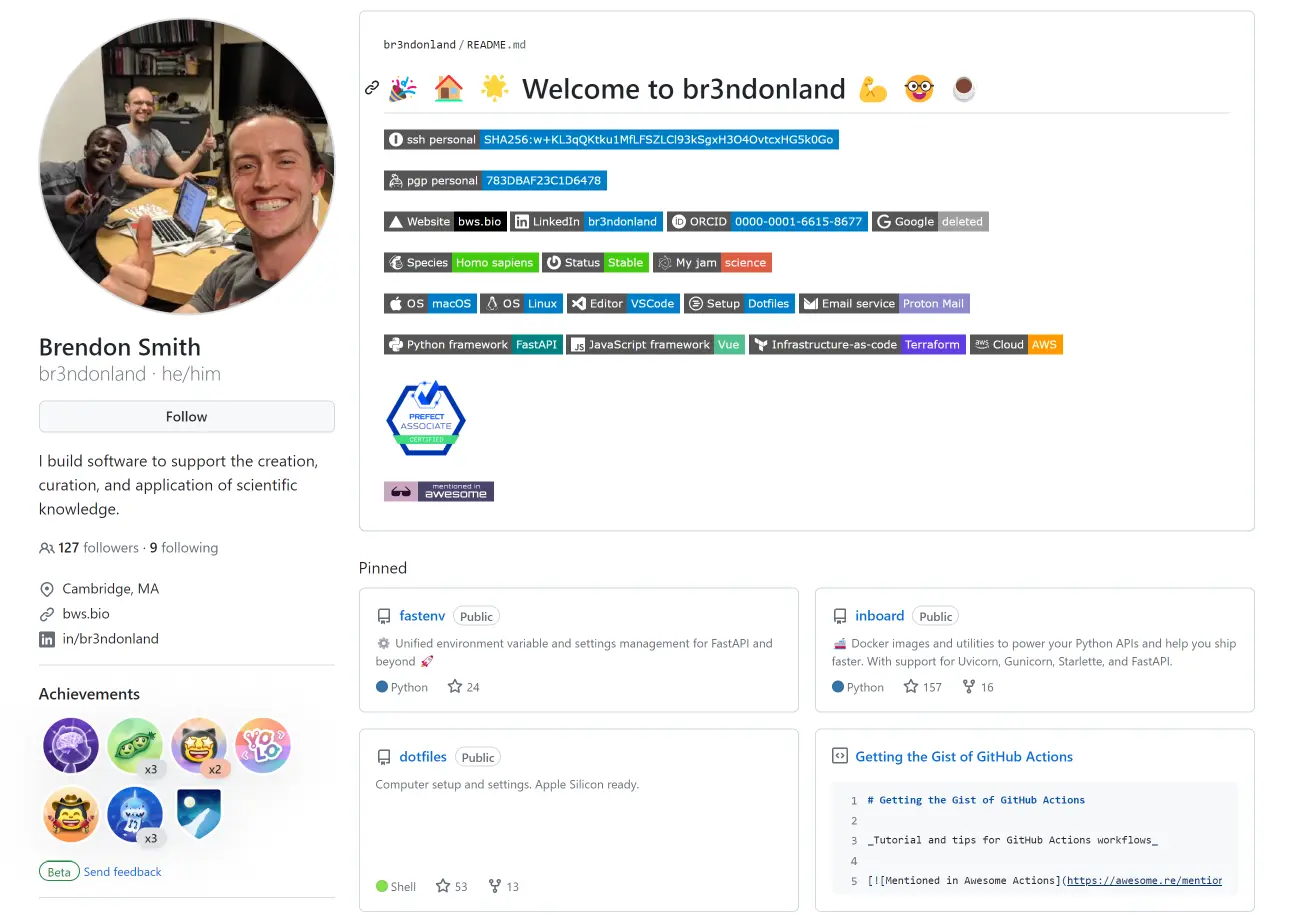 br3ndonland / README.md
Welcome to br3ndonland
ssh personal SHA256:w+KL3qQKtku1MfLFSZLCl93kSgxH3O4OvtcxHG5k0Go
pgp personal 783DBAF23C1D6478
Website bws.bio LinkedIn br3ndonland ORCID 0000-0001-6615-8677 Google deleted
Species Homo sapiens Status Stable My jam science
OS macOS OS Linux Editor VSCode Setup Dotfiles Email service Proton Mail
Python framework FastAPI JavaScript framework Vue Infrastructure-as-code Terraform Cloud AWS
PREFECT
ASSOCIATE
CERTIFIED
mentioned in
awesome
Brendon Smith
br3ndonland · he/him
Follow
I build software to support the creation,
curation, and application of scientific
knowledge.
127 followers · 9 following
Cambridge, MA
bws.bio
in/br3ndonland
Achievements
x3
x2
YOLO
x3
Beta Send feedback
Pinned
fastenv Public
Unified environment variable and settings management for FastAPI and
beyond
Python 24
inboard Public
Docker images and utilities to power your Python APIs and help you ship
faster. With support for Uvicorn, Gunicorn, Starlette, and FastAPI.
Python 157 16
dotfiles Public
Computer setup and settings. Apple Silicon ready.
Shell 53 13
Getting the Gist of GitHub Actions
1 # Getting the Gist of GitHub Actions
2
3 _Tutorial and tips for GitHub Actions workflows_
4
5 [![Mentioned in Awesome Actions](https://awesome.re/mention